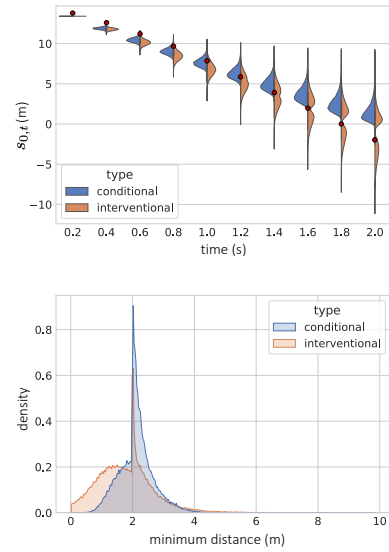 10
5
0
−5
−10
s0,t (m)
type
conditional
interventional
0.2 0.4 0.6 0.8 1.0 1.2 1.4 1.6 1.8 2.0
time (s)
0.8
0.6
0.4
0.2
0.0
density
type
conditional
interventional
0 2 4 6 8 10
minimum distance (m)